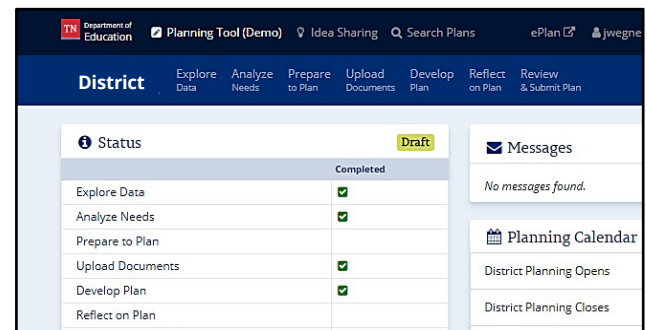 TN Department of Education Planning Tool (Demo) Idea Sharing Search Plans ePlan jwegne
District Explore Data Analyze Needs Prepare to Plan Upload Documents Develop Plan Reflect on Plan Review & Submit Plan
Status Draft
Completed
Explore Data
Analyze Needs
Prepare to Plan
Upload Documents
Develop Plan
Reflect on Plan
Messages
No messages found.
Planning Calendar
District Planning Opens
District Planning Closes